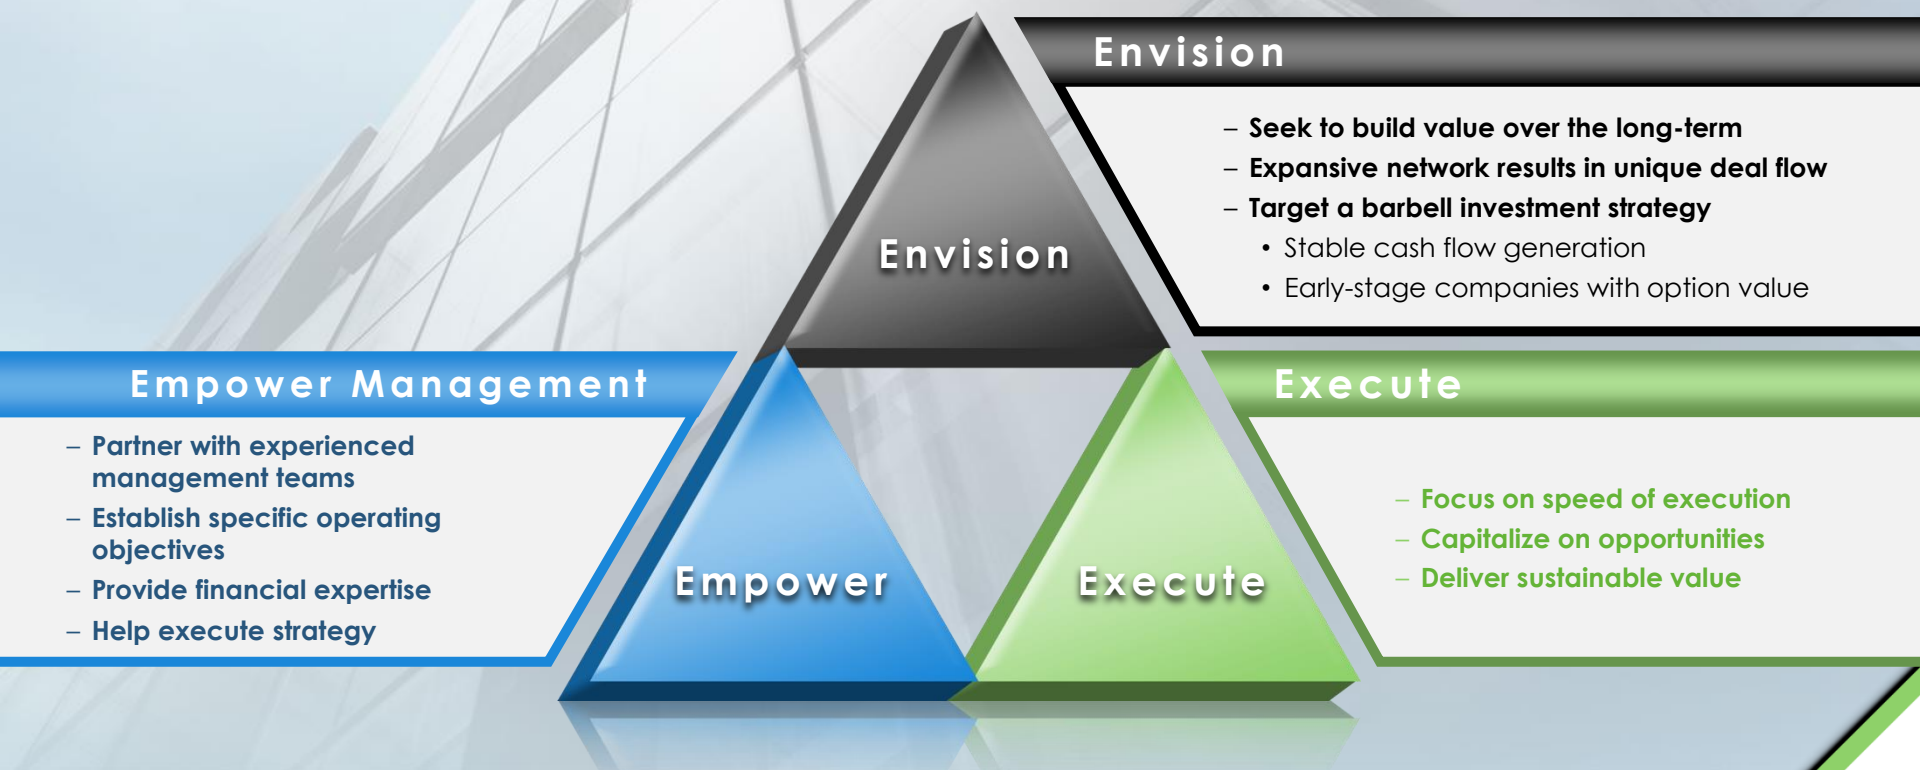 Envision
– Seek to build value over the long-term
– Expansive network results in unique deal flow
– Target a barbell investment strategy
• Stable cash flow generation
• Early-stage companies with option value
Envision
Empower Management
– Partner with experienced
management teams
– Establish specific operating
objectives
– Provide financial expertise
– Help execute strategy
Empower
Execute
Execute
– Focus on speed of execution
– Capitalize on opportunities
– Deliver sustainable value